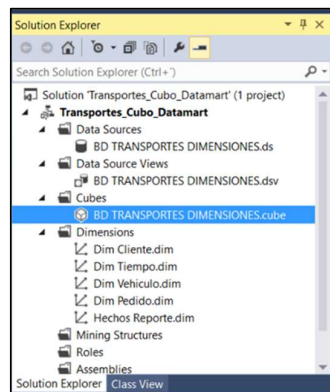 Solution Explorer
Search Solution Explorer (Ctrl+´)
Solution 'Transportes_Cubo_Datamart' (1 project)
Transportes_Cubo_Datamart
Data Sources
BD TRANSPORTES DIMENSIONES.ds
Data Source Views
BD TRANSPORTES DIMENSIONES.dsv
Cubes
BD TRANSPORTES DIMENSIONES.cube
Dimensions
Dim Cliente.dim
Dim Tiempo.dim
Dim Vehiculo.dim
Dim Pedido.dim
Hechos Reporte.dim
Mining Structures
Roles
Assemblies
Solution Explorer Class View